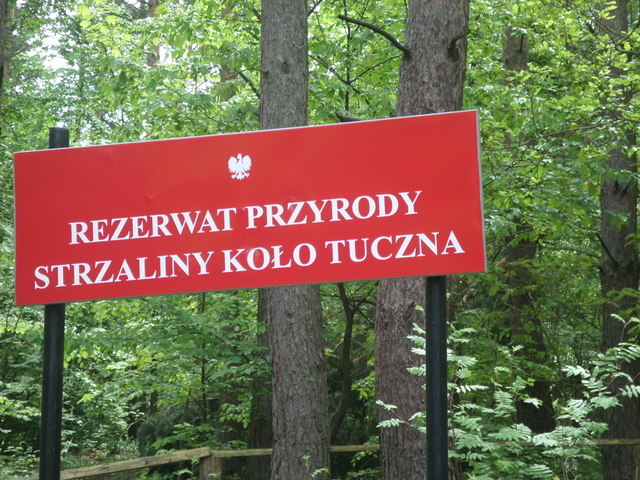 REZERWAT PRZYRODY
STRZALINY KOŁO TUCZNA